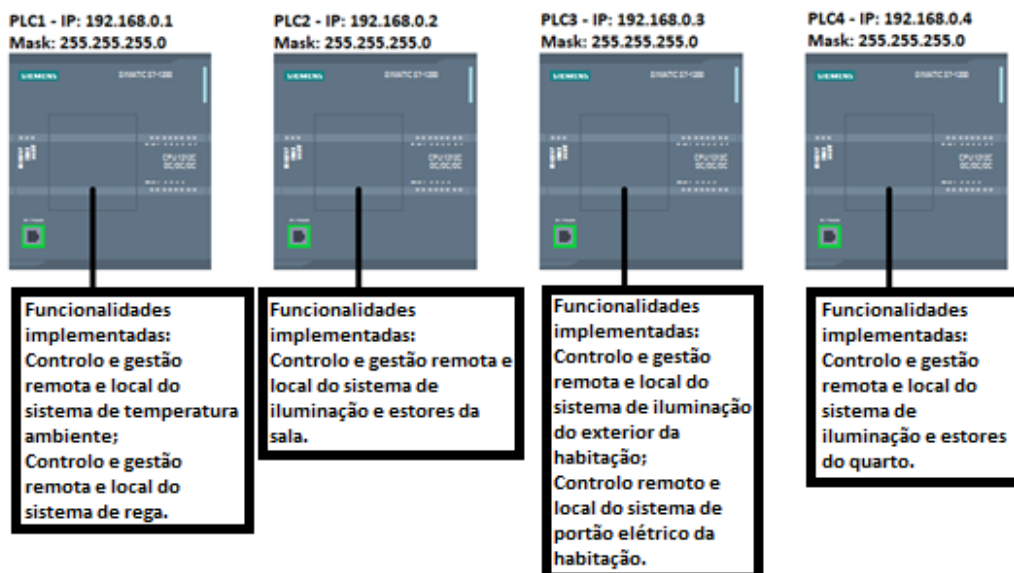 PLC1 - IP: 192.168.0.1
Mask: 255.255.255.0
SIEMENS
SIMATIC S7-1200
CPU 1212C
DC/DC/DC
Funcionalidades
implementadas:
Controlo e gestão
remota e local do
sistema de temperatura
ambiente;
Controlo e gestão
remota e local do
sistema de rega.
PLC2 - IP: 192.168.0.2
Mask: 255.255.255.0
SIEMENS
SIMATIC S7-1200
CPU 1212C
DC/DC/DC
Funcionalidades
implementadas:
Controlo e gestão remota e
local do sistema de
iluminação e estores da
sala.
PLC3 - IP: 192.168.0.3
Mask: 255.255.255.0
SIEMENS
SIMATIC S7-1200
CPU 1212C
DC/DC/DC
Funcionalidades
implementadas:
Controlo e gestão
remota e local do
sistema de iluminação
do exterior da
habitação;
Controlo remoto e
local do sistema de
portão elétrico da
habitação.
PLC4 - IP: 192.168.0.4
Mask: 255.255.255.0
SIEMENS
SIMATIC S7-1200
CPU 1212C
DC/DC/DC
Funcionalidades
implementadas:
Controlo e gestão
remota e local do
sistema de
iluminação e estores
do quarto.